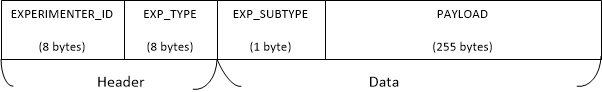 EXPERIMENTER_ID EXP_TYPE EXP_SUBTYPE PAYLOAD
(8 bytes) (8 bytes) (1 byte) (255 bytes)
Header Data